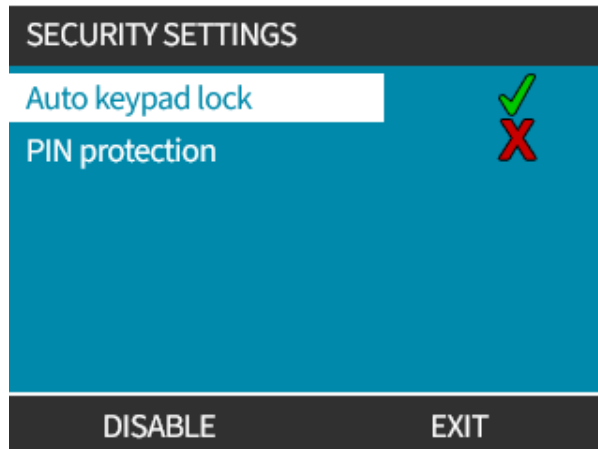 SECURITY SETTINGS
Auto keypad lock
PIN protection
DISABLE EXIT